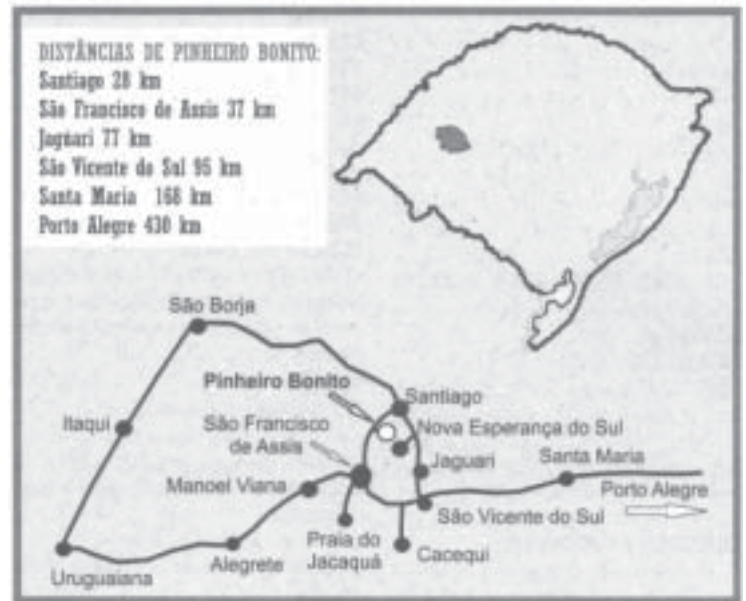 DISTÂNCIAS DE PINHEIRO BONITO:
Santiago 28 km
São Francisco de Assis 37 km
Jaguari 77 km
São Vicente do Sul 95 km
Santa Maria 168 km
Porto Alegre 430 km
São Borja
Pinheiro Bonito
Santiago
Itaqui
São Francisco
de Assis
Nova Esperança do Sul
Jaguari
Santa Maria
Manoel Viana
Porto Alegre
São Vicente do Sul
Praia do
Jacaquá
Cacequi
Alegrete
Uruguaiana